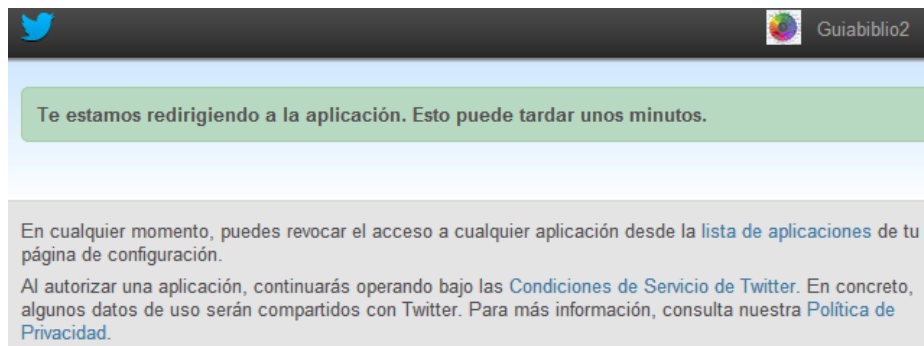 Guiabiblio2
Te estamos redirigiendo a la aplicación. Esto puede tardar unos minutos.
En cualquier momento, puedes revocar el acceso a cualquier aplicación desde la lista de aplicaciones de tu
página de configuración.
Al autorizar una aplicación, continuarás operando bajo las Condiciones de Servicio de Twitter. En concreto,
algunos datos de uso serán compartidos con Twitter. Para más información, consulta nuestra Política de
Privacidad.